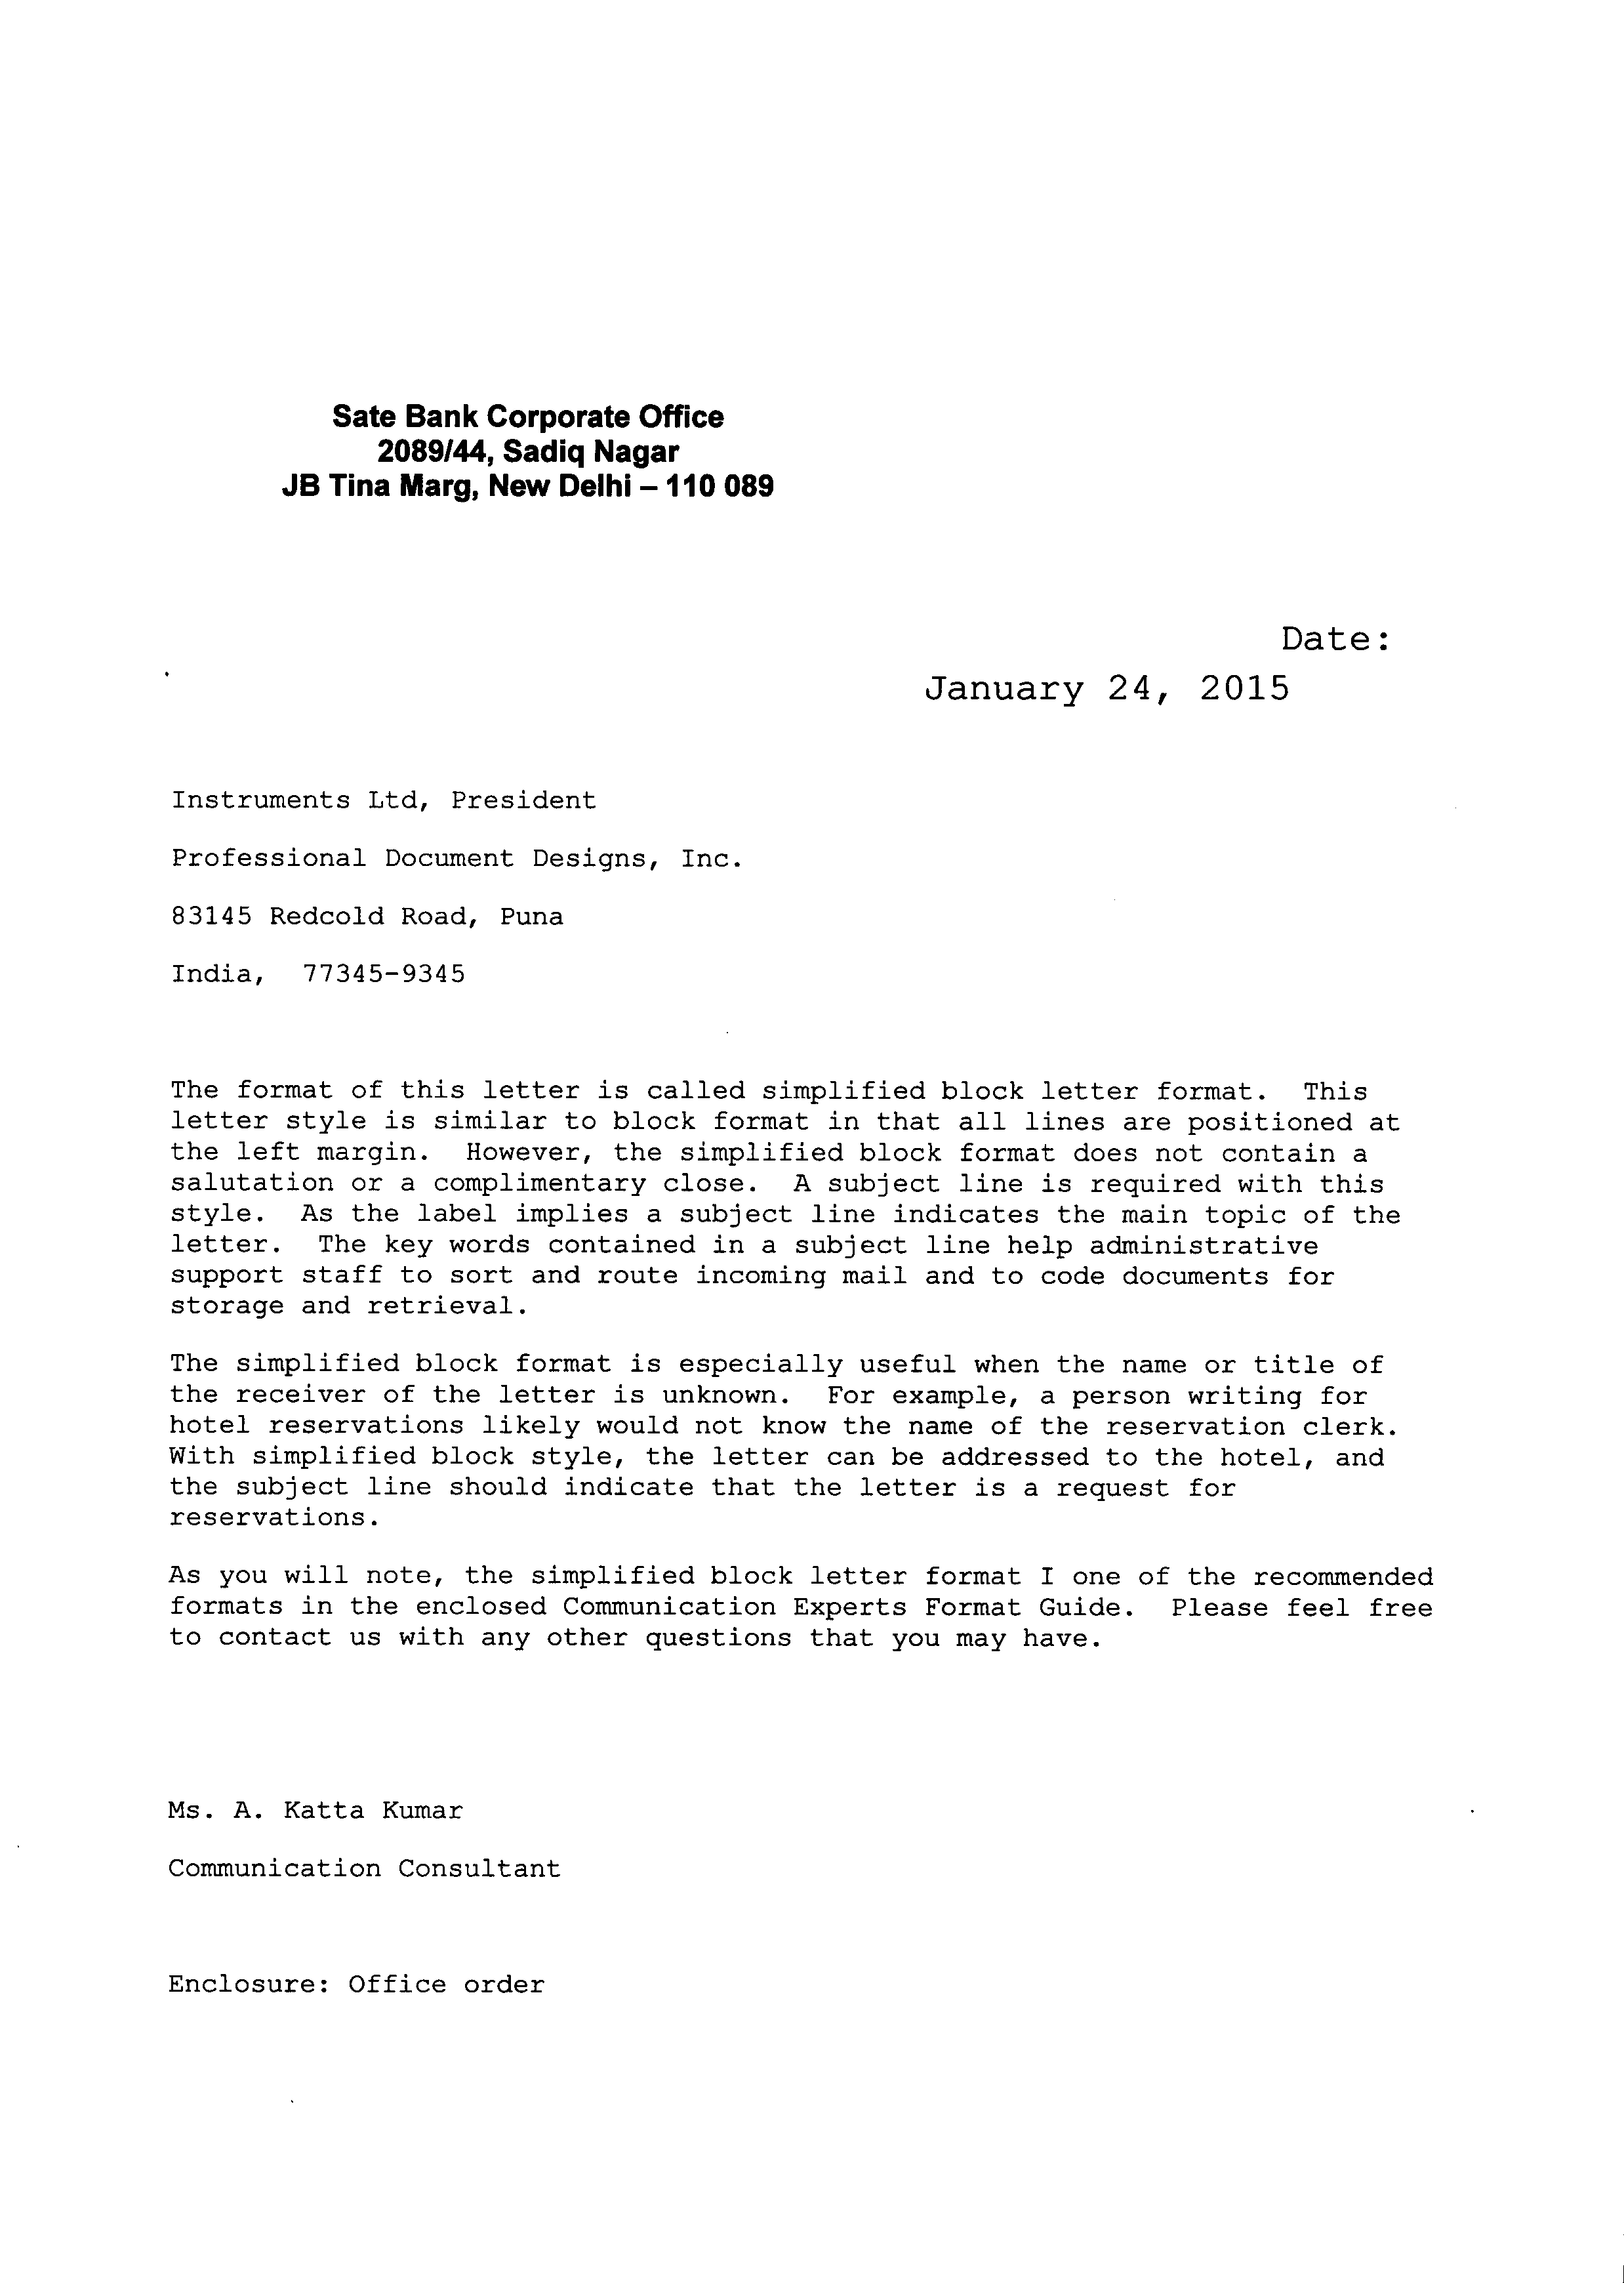 Sate Bank Corporate Office
2089/44, Sadiq Nagar
JB Tina Marg, New Delhi – 110 089
Date:
January 24, 2015
Instruments Ltd, President
Professional Document Designs, Inc.
83145 Redcold Road, Puna
India,  77345-9345
The format of this letter is called simplified block letter format.  This
letter style is similar to block format in that all lines are positioned at
the left margin.  However, the simplified block format does not contain a
salutation or a complimentary close.  A subject line is required with this
style.  As the label implies a subject line indicates the main topic of the
letter.  The key words contained in a subject line help administrative
support staff to sort and route incoming mail and to code documents for
storage and retrieval.
The simplified block format is especially useful when the name or title of
the receiver of the letter is unknown.  For example, a person writing for
hotel reservations likely would not know the name of the reservation clerk.
With simplified block style, the letter can be addressed to the hotel, and
the subject line should indicate that the letter is a request for
reservations.
As you will note, the simplified block letter format I one of the recommended
formats in the enclosed Communication Experts Format Guide.  Please feel free
to contact us with any other questions that you may have.
Ms. A. Katta Kumar
Communication Consultant
Enclosure: Office order